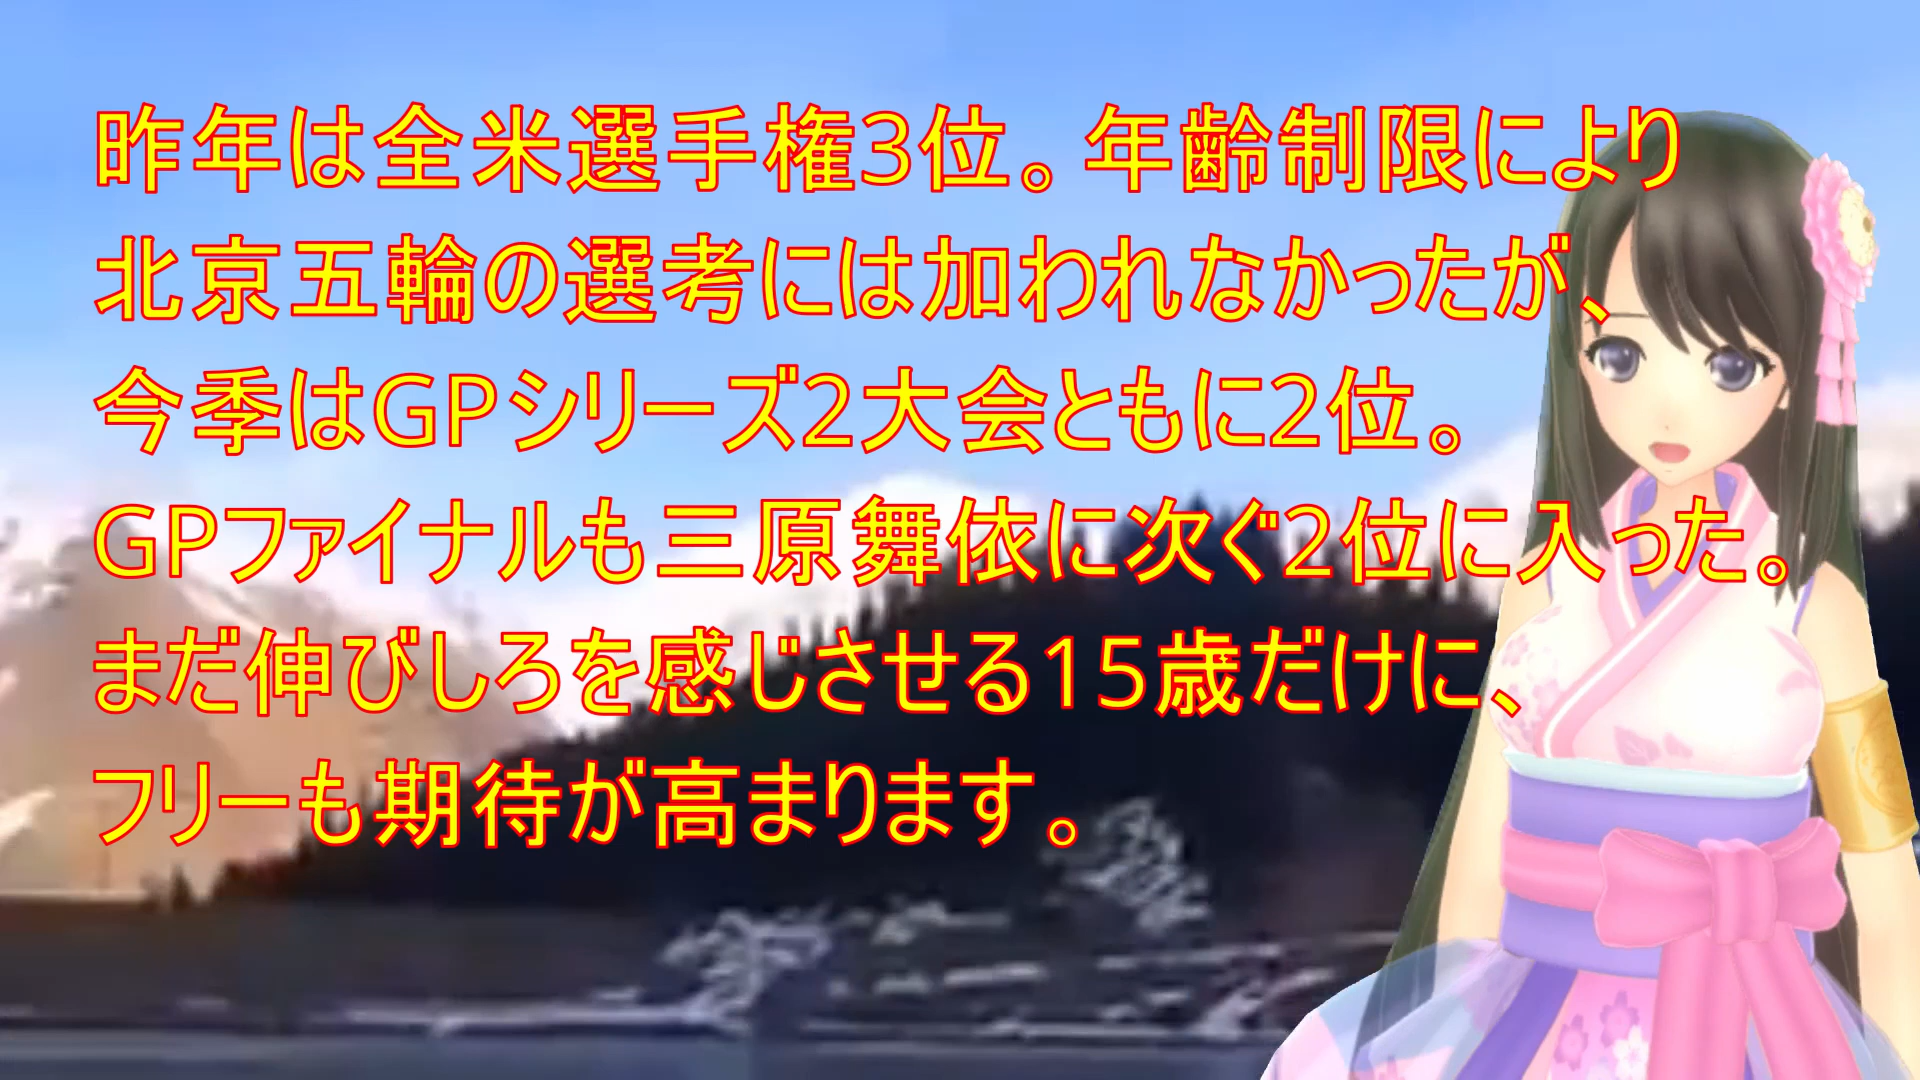 昨年は全米選手権3位。年齢制限により
北京五輪の選考には加われなかったが、
今季はGPシリーズ2大会ともに2位。
GPファイナルも三原舞依に次ぐ2位に入った。
まだ伸びしろを感じさせる15歳だけに、
フリーも期待が高まります。